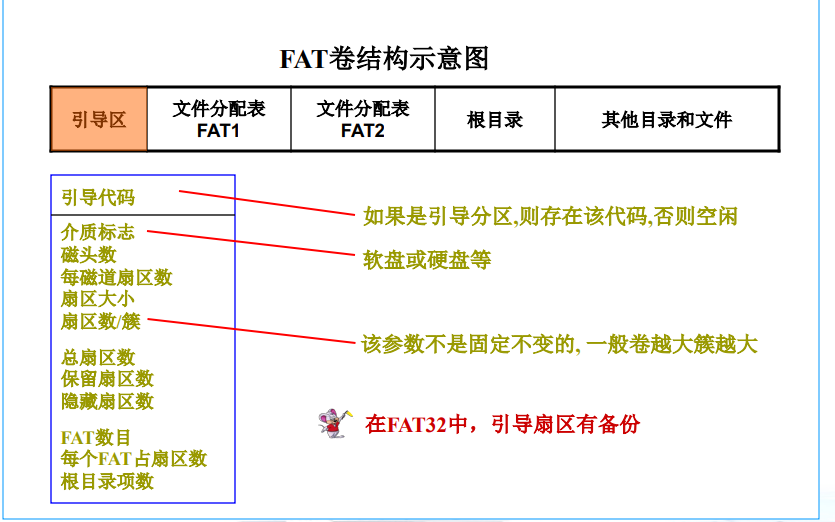 FAT卷结构示意图
引导区
文件分配表
FAT1
文件分配表
FAT2
根目录
其他目录和文件
引导代码
如果是引导分区,则存在该代码,否则空闲
介质标志
软盘或硬盘等
磁头数
每磁道扇区数
扇区大小
扇区数/簇
该参数不是固定不变的, 一般卷越大簇越大
总扇区数
保留扇区数
隐藏扇区数
在FAT32中，引导扇区有备份
FAT数目
每个FAT占扇区数
根目录项数